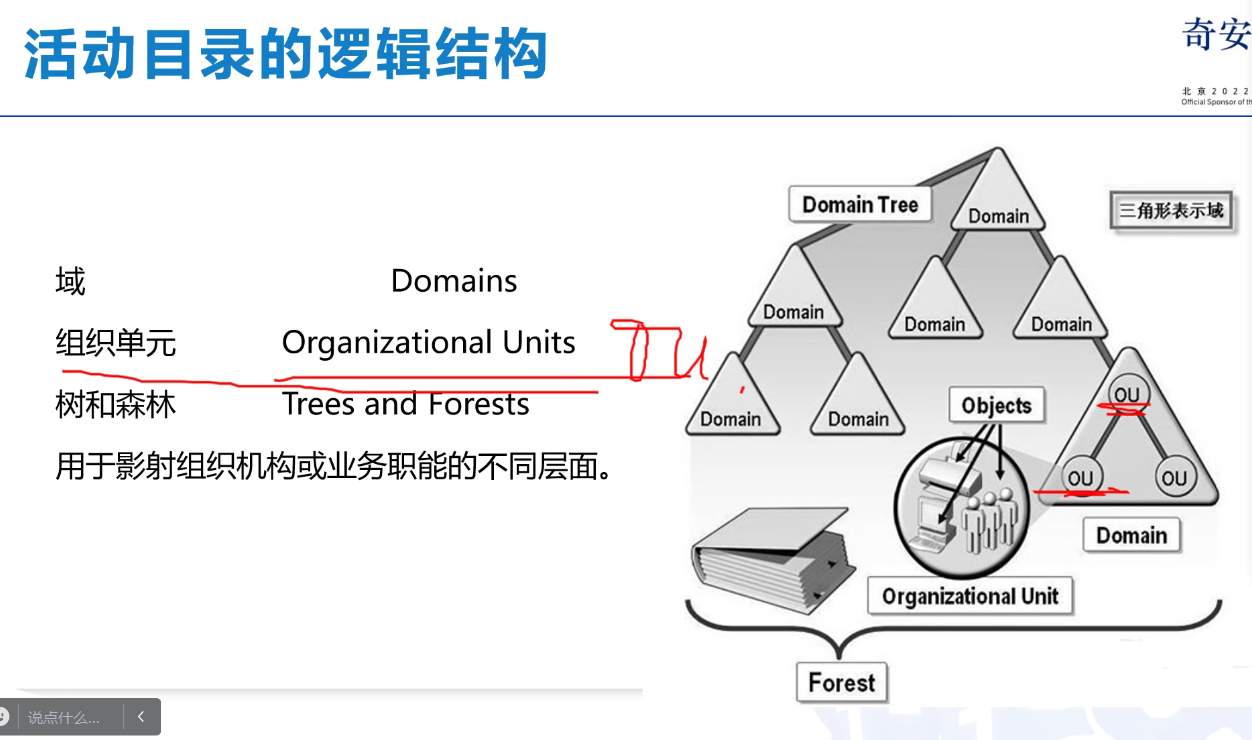 活动目录的逻辑结构
奇安
北京2022
Official Sponsor of th
域 Domains
组织单元 Organizational Units OU
树和森林 Trees and Forests
用于影射组织机构或业务职能的不同层面。
Domain Tree
Domain
三角形表示域
Domain
Domain
Domain
Domain
Domain
Objects
OU
OU
OU
Domain
Organizational Unit
Forest
说点什么...